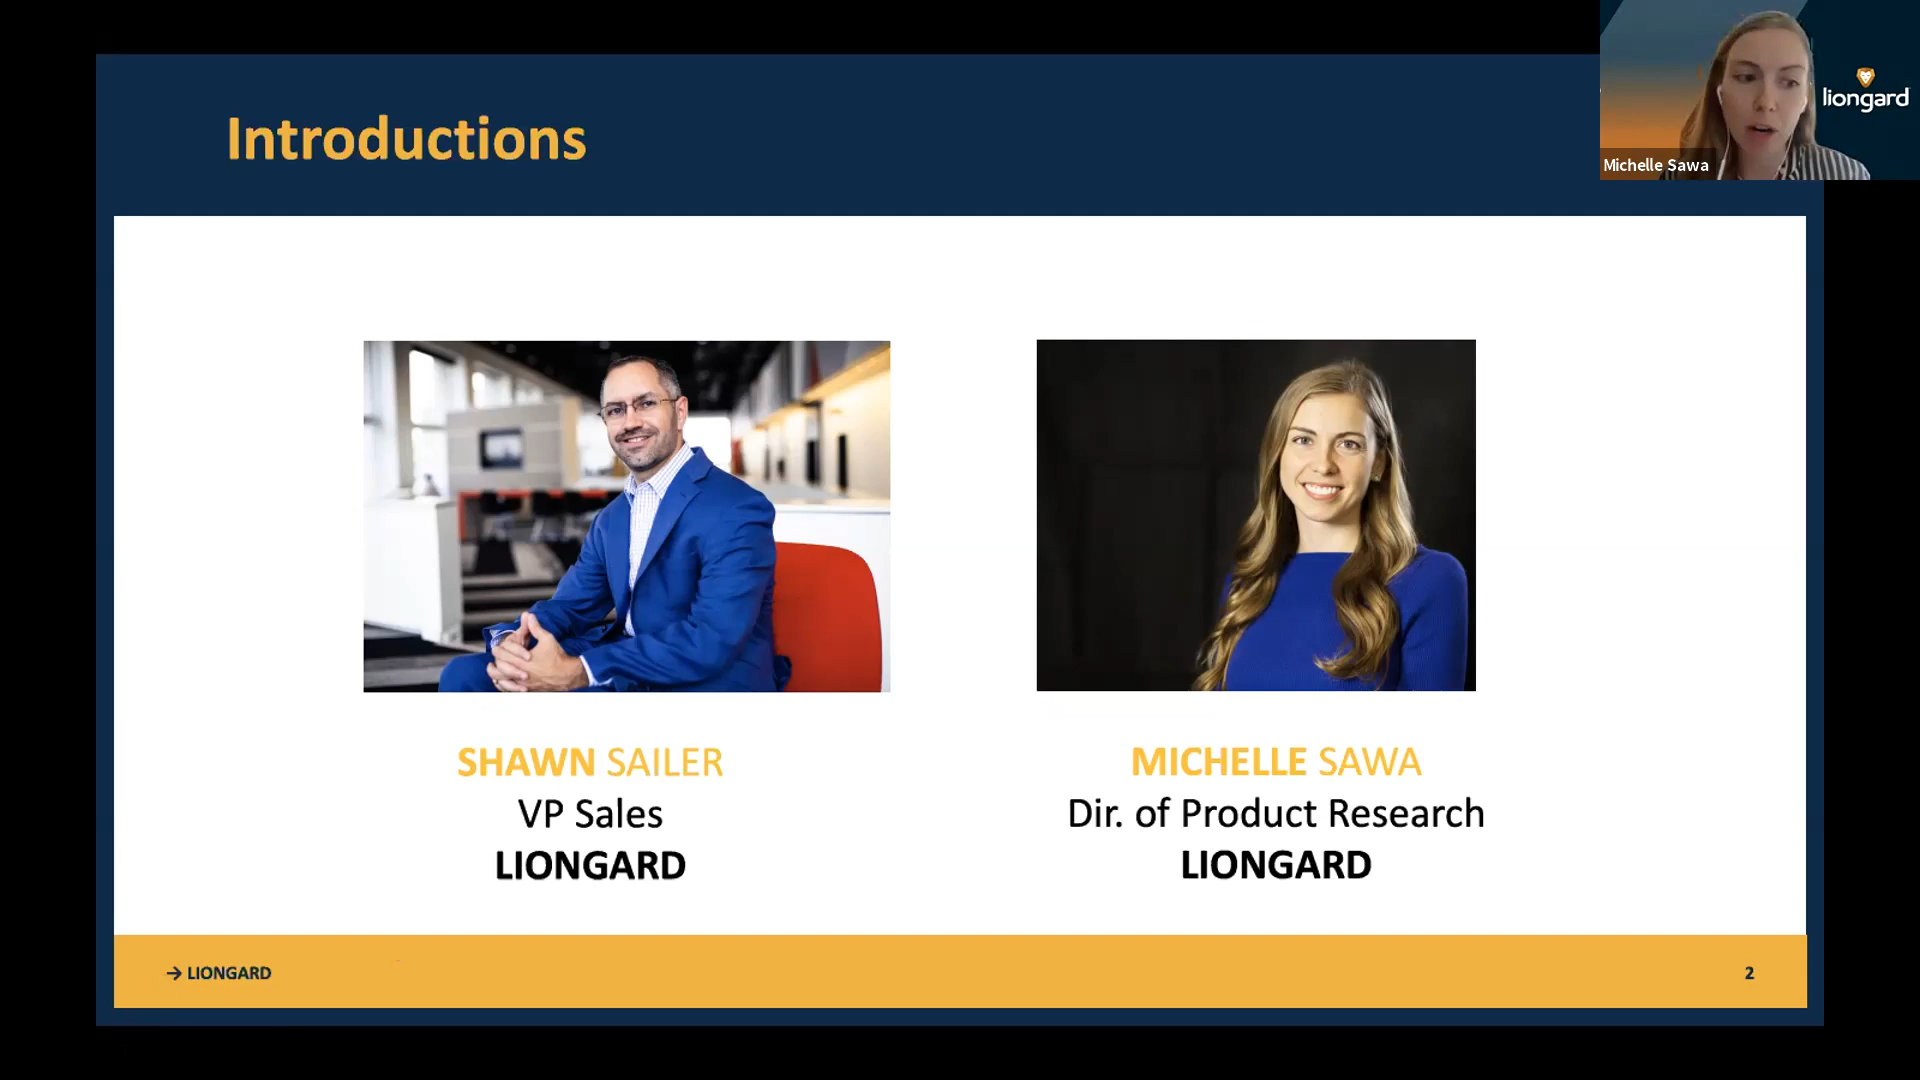 Introductions
liongard
Michelle Sawa
SHAWN SAILER
VP Sales
LIONGARD
MICHELLE SAWA
Dir. of Product Research
LIONGARD
→ LIONGARD
2